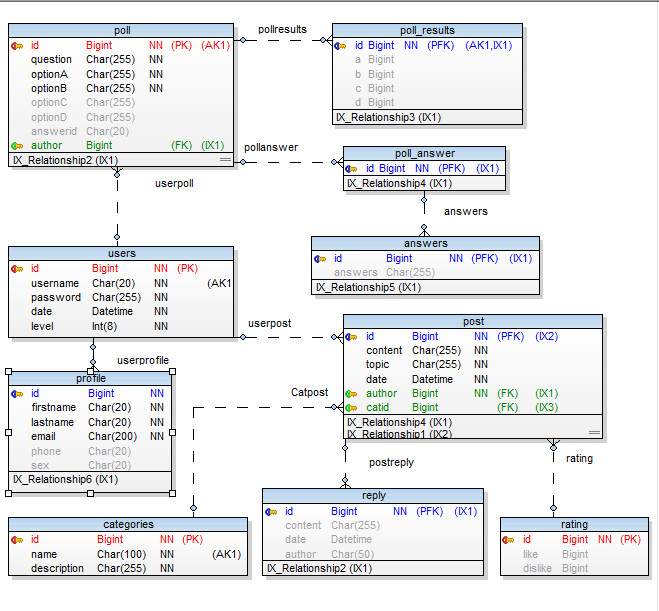 poll
id Bigint NN (PK) (AK1)
question Char(255) NN
optionA Char(255) NN
optionB Char(255) NN
optionC Char(255)
optionD Char(255)
answerid Char(20)
author Bigint (FK) (IX1)
IX_Relationship2 (IX1)
pollresults
poll_results
id Bigint NN (PFK) (AK1,IX1)
a Bigint
b Bigint
c Bigint
d Bigint
IX_Relationship3 (IX1)
pollanswer
poll_answer
id Bigint NN (PFK) (IX1)
IX_Relationship4 (IX1)
userpoll
answers
answers
id Bigint NN (PFK) (IX1)
answers Char(255)
IX_Relationship5 (IX1)
users
id Bigint NN (PK)
username Char(20) NN (AK1
password Char(255) NN
date Datetime NN
level Int(8) NN
userpost
post
id Bigint NN (PFK) (IX2)
content Char(255) NN
topic Char(255) NN
date Datetime NN
author Bigint NN (FK) (IX1)
catid Bigint (FK) (IX3)
IX_Relationship4 (IX1)
IX_Relationship1 (IX2)
userprofile
profile
id Bigint NN
firstname Char(20) NN
lastname Char(20) NN
email Char(200) NN
phone Char(20)
sex Char(20)
IX_Relationship6 (IX1)
Catpost
postreply
rating
categories
id Bigint NN (PK)
name Char(100) NN (AK1)
description Char(255) NN
reply
id Bigint NN (PFK) (IX1)
content Char(255)
date Datetime
author Char(50)
IX_Relationship2 (IX1)
rating
id Bigint NN (PK)
like Bigint
dislike Bigint